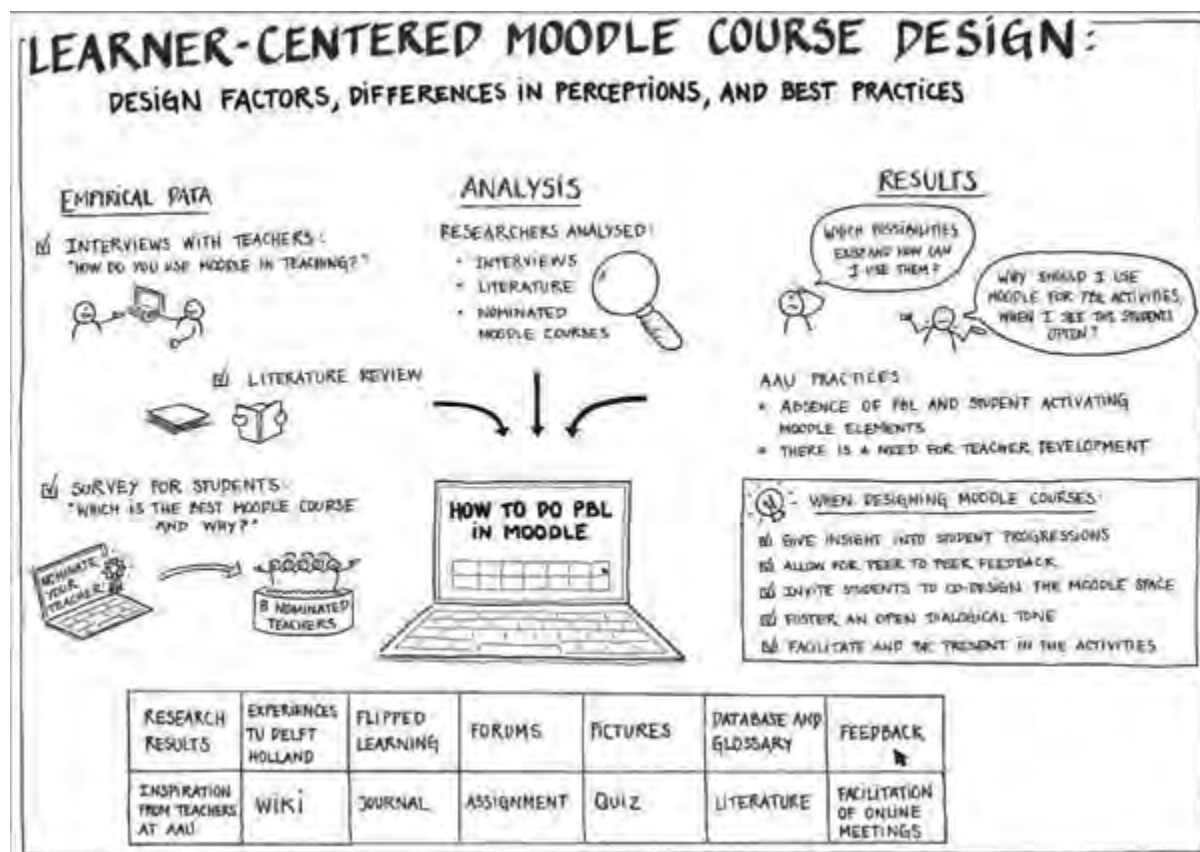 LEARNER-CENTERED MOODLE COURSE DESIGN:
DESIGN FACTORS, DIFFERENCES IN PERCEPTIONS, AND BEST PRACTICES
EMPIRICAL DATA
INTERVIEWS WITH TEACHERS:
"HOW DO YOU USE MOODLE IN TEACHING?"
LITERATURE REVIEW
SURVEY FOR STUDENTS:
"WHICH IS THE BEST MOODLE COURSE
AND WHY?"
NOMINATE
YOUR
TEACHER!
8 NOMINATED
TEACHERS
ANALYSIS
RESEARCHERS ANALYSED:
• INTERVIEWS
• LITERATURE
• NOMINATED
MOODLE COURSES
HOW TO DO PBL
IN MOODLE
RESULTS
WHICH POSSIBILITIES
EXIST AND HOW CAN
I USE THEM?
WHY SHOULD I USE
MOODLE FOR PBL ACTIVITIES,
WHEN I SEE THE STUDENTS
OFTEN?
AAU PRACTICES:
• ABSENCE OF PBL AND STUDENT ACTIVATING
MOODLE ELEMENTS
• THERE IS A NEED FOR TEACHER DEVELOPMENT
WHEN DESIGNING MOODLE COURSES:
GIVE INSIGHT INTO STUDENT PROGRESSIONS
ALLOW FOR PEER TO PEER FEEDBACK
INVITE STUDENTS TO CO-DESIGN THE MOODLE SPACE
FOSTER AN OPEN DIALOGICAL TONE
FACILITATE AND BE PRESENT IN THE ACTIVITIES
RESEARCH
RESULTS
EXPERIENCES
TU DELFT
HOLLAND
FLIPPED
LEARNING
FORUMS
PICTURES
DATABASE AND
GLOSSARY
FEEDBACK
INSPIRATION
FROM TEACHERS
AT AAU
WIKI
JOURNAL
ASSIGNMENT
QUIZ
LITERATURE
FACILITATION
OF ONLINE
MEETINGS